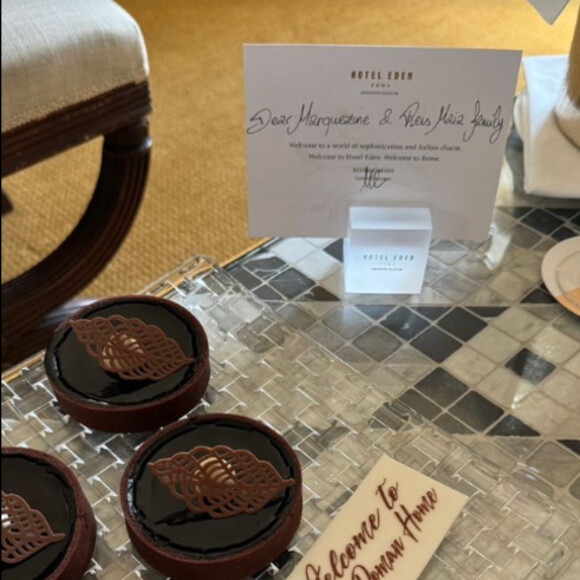 HOTEL EDEN
ROME
Dear Marquezine & Reis Maia family
Welcome to a world of sophistication and Italian charm.
Welcome to Hotel Eden. Welcome to Rome.
HOTEL EDEN
Welcome to
Roman Home